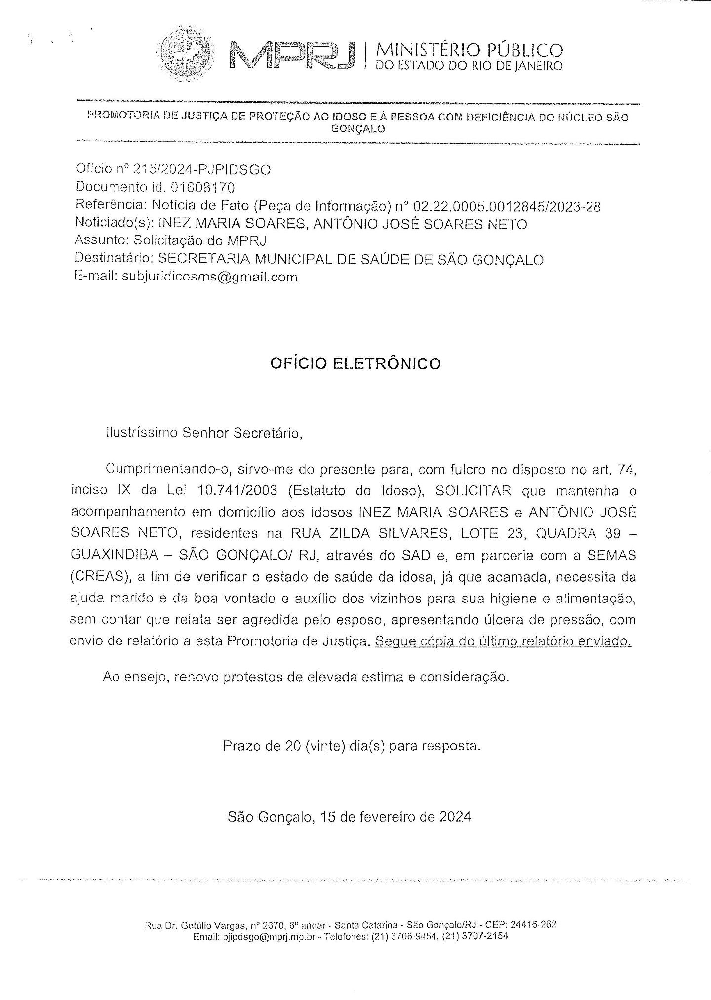 MPRJ | MINISTÉRIO PÚBLICO
DO ESTADO DO RIO DE JANEIRO
PROMOTORIA DE JUSTIÇA DE PROTEÇÃO AO IDOSO E À PESSOA COM DEFICIÊNCIA DO NÚCLEO SÃO
GONÇALO
Ofício nº 215/2024-PJPIDSGO
Documento id. 01608170
Referência: Notícia de Fato (Peça de Informação) n° 02.22.0005.0012845/2023-28
Noticiado(s): INEZ MARIA SOARES, ANTÔNIO JOSÉ SOARES NETO
Assunto: Solicitação do MPRJ
Destinatário: SECRETARIA MUNICIPAL DE SAÚDE DE SÃO GONÇALO
E-mail: subjuridicosms@gmail.com
OFÍCIO ELETRÔNICO
Ilustríssimo Senhor Secretário,
Cumprimentando-o, sirvo-me do presente para, com fulcro no disposto no art. 74,
inciso IX da Lei 10.741/2003 (Estatuto do Idoso), SOLICITAR que mantenha o
acompanhamento em domicílio aos idosos INEZ MARIA SOARES e ANTÔNIO JOSÉ
SOARES NETO, residentes na RUA ZILDA SILVARES, LOTE 23, QUADRA 39 –
GUAXINDIBA – SÃO GONÇALO/ RJ, através do SAD e, em parceria com a SEMAS
(CREAS), a fim de verificar o estado de saúde da idosa, já que acamada, necessita da
ajuda marido e da boa vontade e auxílio dos vizinhos para sua higiene e alimentação,
sem contar que relata ser agredida pelo esposo, apresentando úlcera de pressão, com
envio de relatório a esta Promotoria de Justiça. Segue cópia do último relatório enviado.
Ao ensejo, renovo protestos de elevada estima e consideração.
Prazo de 20 (vinte) dia(s) para resposta.
São Gonçalo, 15 de fevereiro de 2024
Rua Dr. Getúlio Vargas, nº 2670, 6º andar - Santa Catarina - São Gonçalo/RJ - CEP: 24416-262
Email: pjipdsgo@mprj.mp.br - Telefones: (21) 3706-9454, (21) 3707-2154